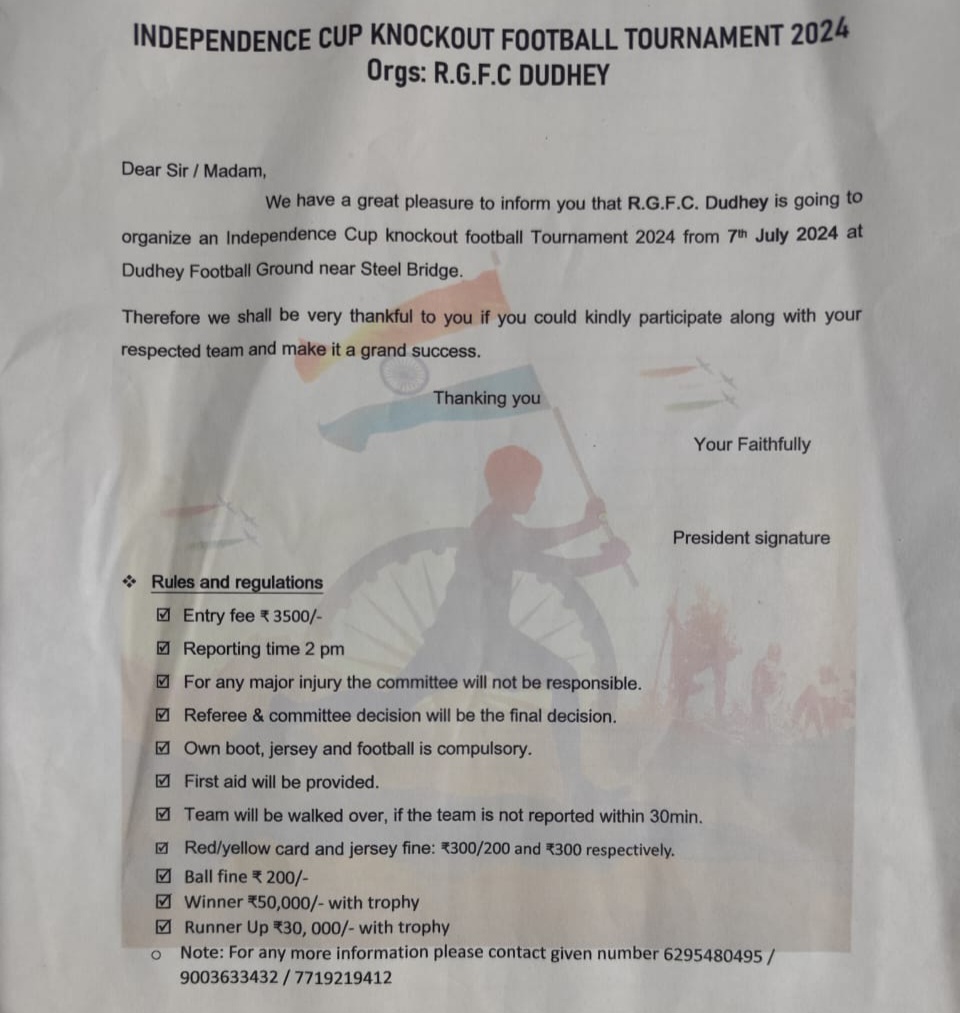 INDEPENDENCE CUP KNOCKOUT FOOTBALL TOURNAMENT 2024
Orgs: R.G.F.C DUDHEY
Dear Sir / Madam,
We have a great pleasure to inform you that R.G.F.C. Dudhey is going to
organize an Independence Cup knockout football Tournament 2024 from 7th July 2024 at
Dudhey Football Ground near Steel Bridge.
Therefore we shall be very thankful to you if you could kindly participate along with your
respected team and make it a grand success.
Thanking you
Your Faithfully
President signature
❖ Rules and regulations
☑ Entry fee ₹ 3500/-
☑ Reporting time 2 pm
☑ For any major injury the committee will not be responsible.
☑ Referee & committee decision will be the final decision.
☑ Own boot, jersey and football is compulsory.
☑ First aid will be provided.
☑ Team will be walked over, if the team is not reported within 30min.
☑ Red/yellow card and jersey fine: ₹300/200 and ₹300 respectively.
☑ Ball fine ₹ 200/-
☑ Winner ₹50,000/- with trophy
☑ Runner Up ₹30, 000/- with trophy
o Note: For any more information please contact given number 6295480495 /
9003633432 / 7719219412